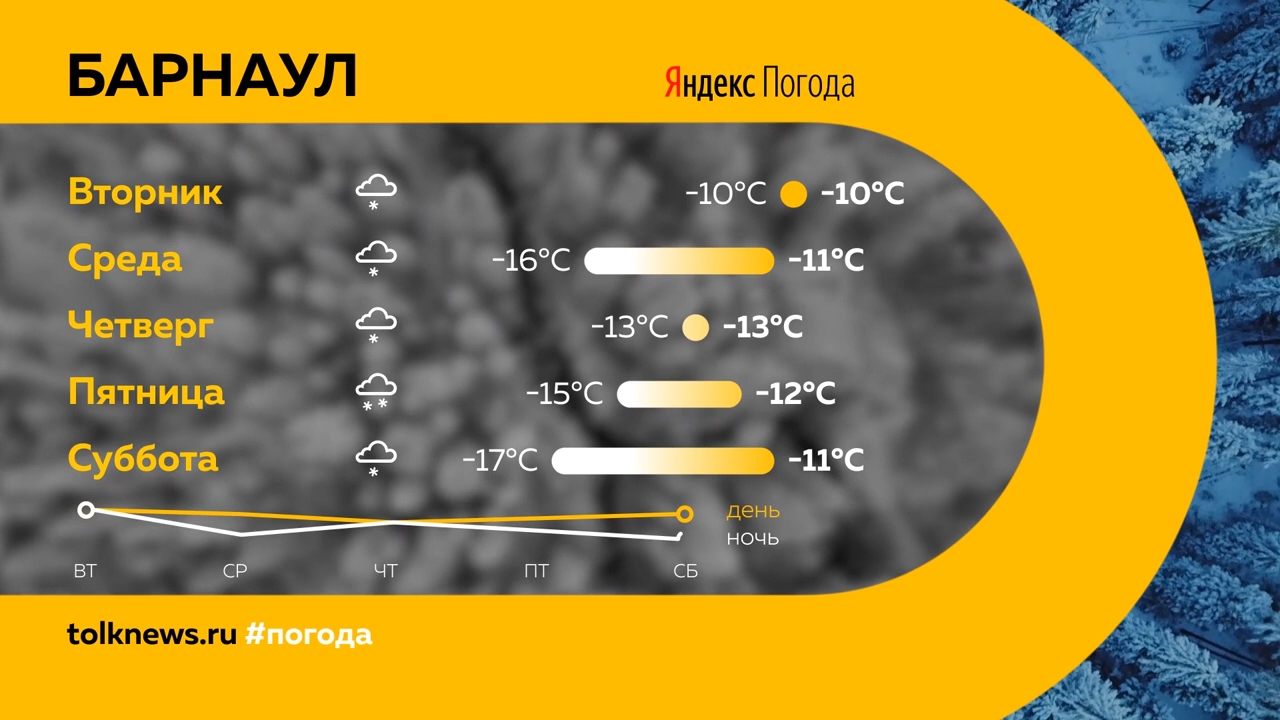 БАРНАУЛ
Яндекс Погода
Вторник -10°C -10°C
Среда -16°C -11°C
Четверг -13°C -13°C
Пятница -15°C -12°C
Суббота -17°C -11°C
день
ночь
ВТ СР ЧТ ПТ СБ
tolknews.ru #погода